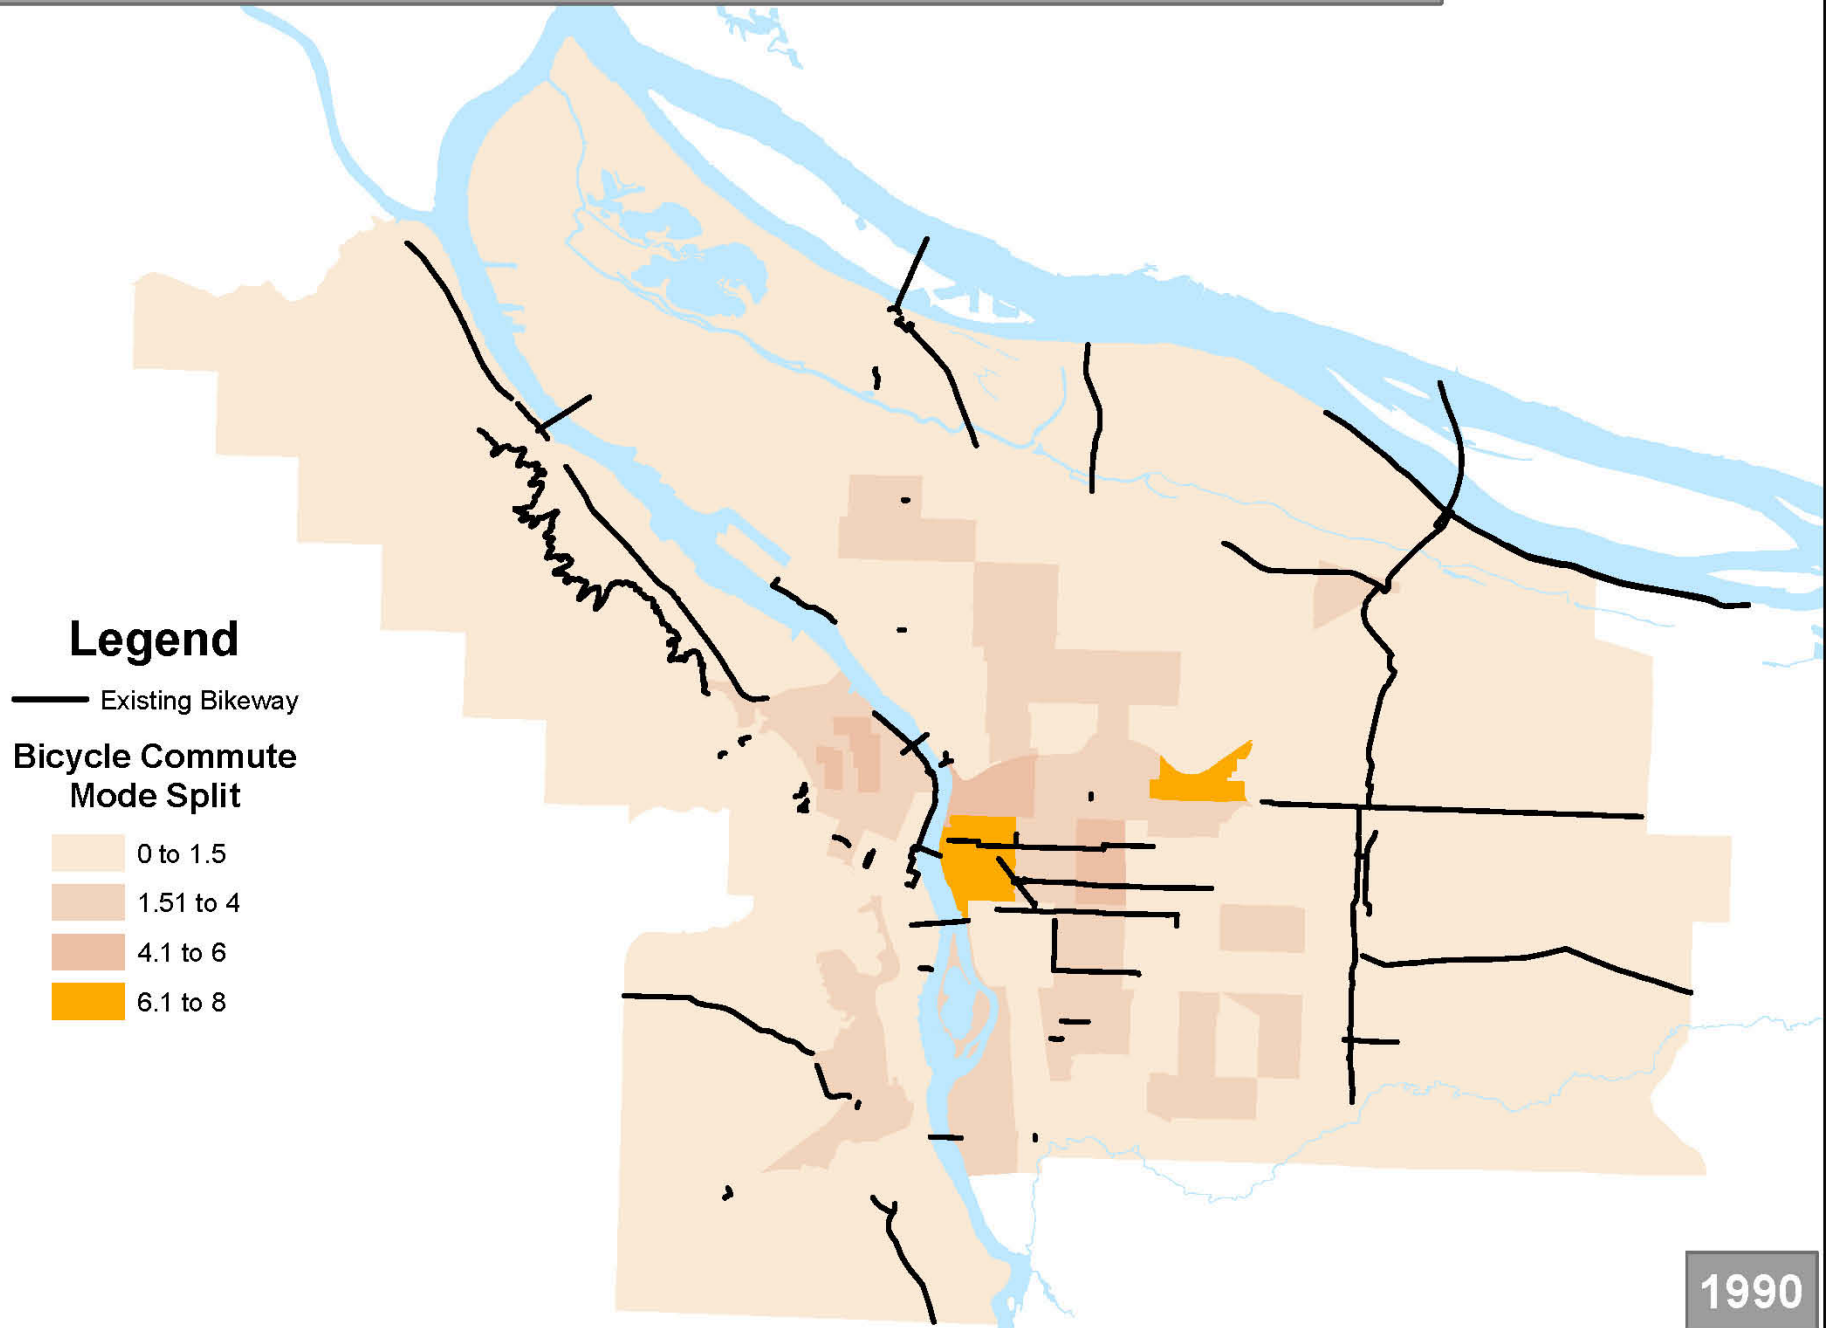 Legend
Existing Bikeway
Bicycle Commute
Mode Split
0 to 1.5
1.51 to 4
4.1 to 6
6.1 to 8
1990